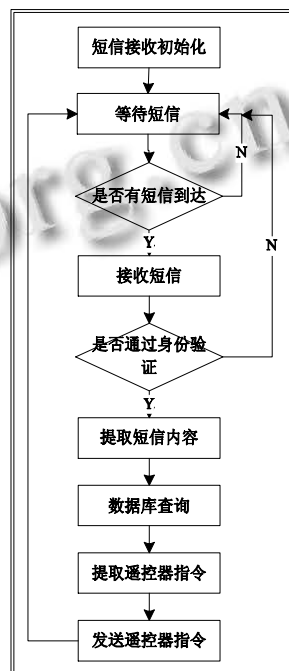 短信接收初始化
等待短信
N
是否有短信到达
Y
接收短信
N
是否通过身份验
证
Y
提取短信内容
数据库查询
提取遥控器指令
发送遥控器指令
org.cn